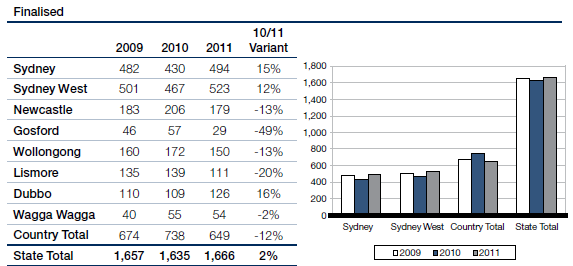 Finalised
10/11
2009 2010 2011 Variant
Sydney 482 430 494 15%
Sydney West 501 467 523 12%
Newcastle 183 206 179 -13%
Gosford 46 57 29 -49%
Wollongong 160 172 150 -13%
Lismore 135 139 111 -20%
Dubbo 110 109 126 16%
Wagga Wagga 40 55 54 -2%
Country Total 674 738 649 -12%
State Total 1,657 1,635 1,666 2%
1,800
1,600
1,400
1,200
1,000
800
600
400
200
0
Sydney Sydney West Country Total State Total
2009 2010 2011